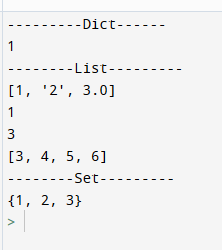 ---------Dict------
1
--------List---------
[1, '2', 3.0]
1
3
[3, 4, 5, 6]
--------Set---------
{1, 2, 3}
>